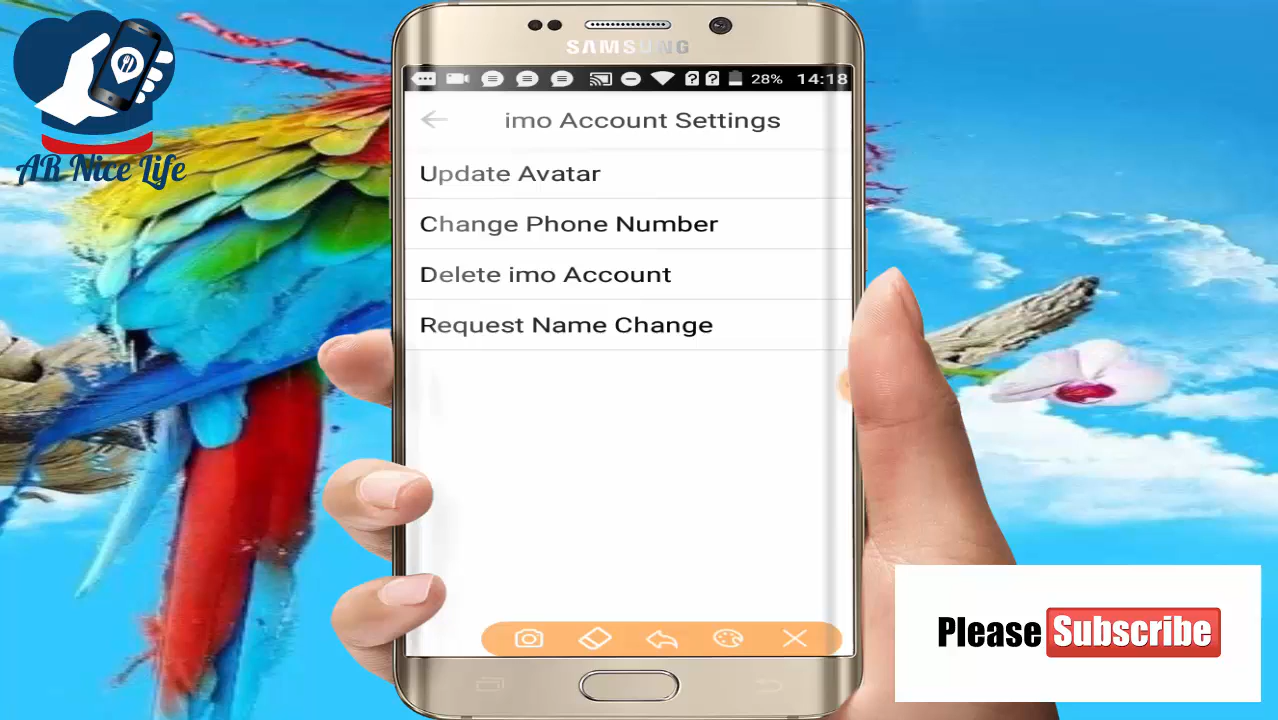 AR Nice Life
SAMSUNG
28% 14:18
imo Account Settings
Update Avatar
Change Phone Number
Delete imo Account
Request Name Change
Please Subscribe